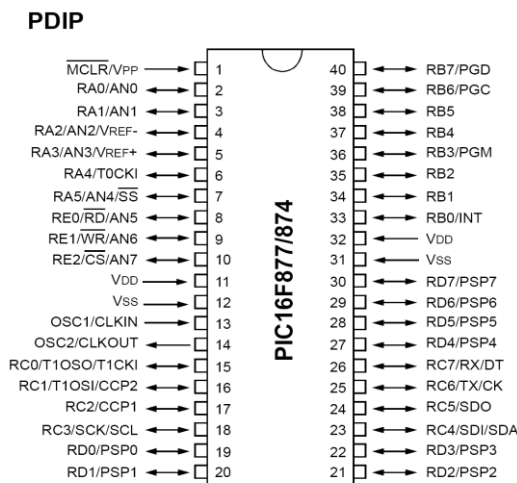 PDIP
MCLR/VPP 1 40 RB7/PGD
RA0/AN0 2 39 RB6/PGC
RA1/AN1 3 38 RB5
RA2/AN2/VREF- 4 37 RB4
RA3/AN3/VREF+ 5 36 RB3/PGM
RA4/T0CKI 6 35 RB2
RA5/AN4/SS 7 34 RB1
RE0/RD/AN5 8 33 RB0/INT
RE1/WR/AN6 9 32 VDD
RE2/CS/AN7 10 31 VSS
VDD 11 30 RD7/PSP7
VSS 12 29 RD6/PSP6
OSC1/CLKIN 13 28 RD5/PSP5
OSC2/CLKOUT 14 27 RD4/PSP4
RC0/T1OSO/T1CKI 15 26 RC7/RX/DT
RC1/T1OSI/CCP2 16 25 RC6/TX/CK
RC2/CCP1 17 24 RC5/SDO
RC3/SCK/SCL 18 23 RC4/SDI/SDA
RD0/PSP0 19 22 RD3/PSP3
RD1/PSP1 20 21 RD2/PSP2
PIC16F877/874